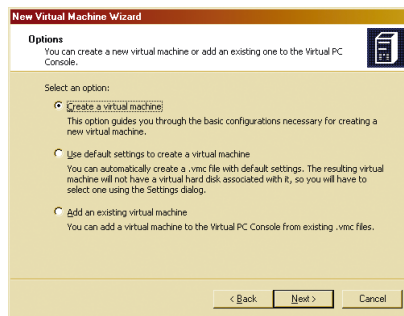 New Virtual Machine Wizard
Options
You can create a new virtual machine or add an existing one to the Virtual PC
Console.
Select an option:
Create a virtual machine
This option guides you through the basic configurations necessary for creating a
new virtual machine.
Use default settings to create a virtual machine
You can automatically create a .vmc file with default settings. The resulting virtual
machine will not have a virtual hard disk associated with it, so you will have to
select one using the Settings dialog.
Add an existing virtual machine
You can add a virtual machine to the Virtual PC Console from existing .vmc files.
< Back
Next >
Cancel